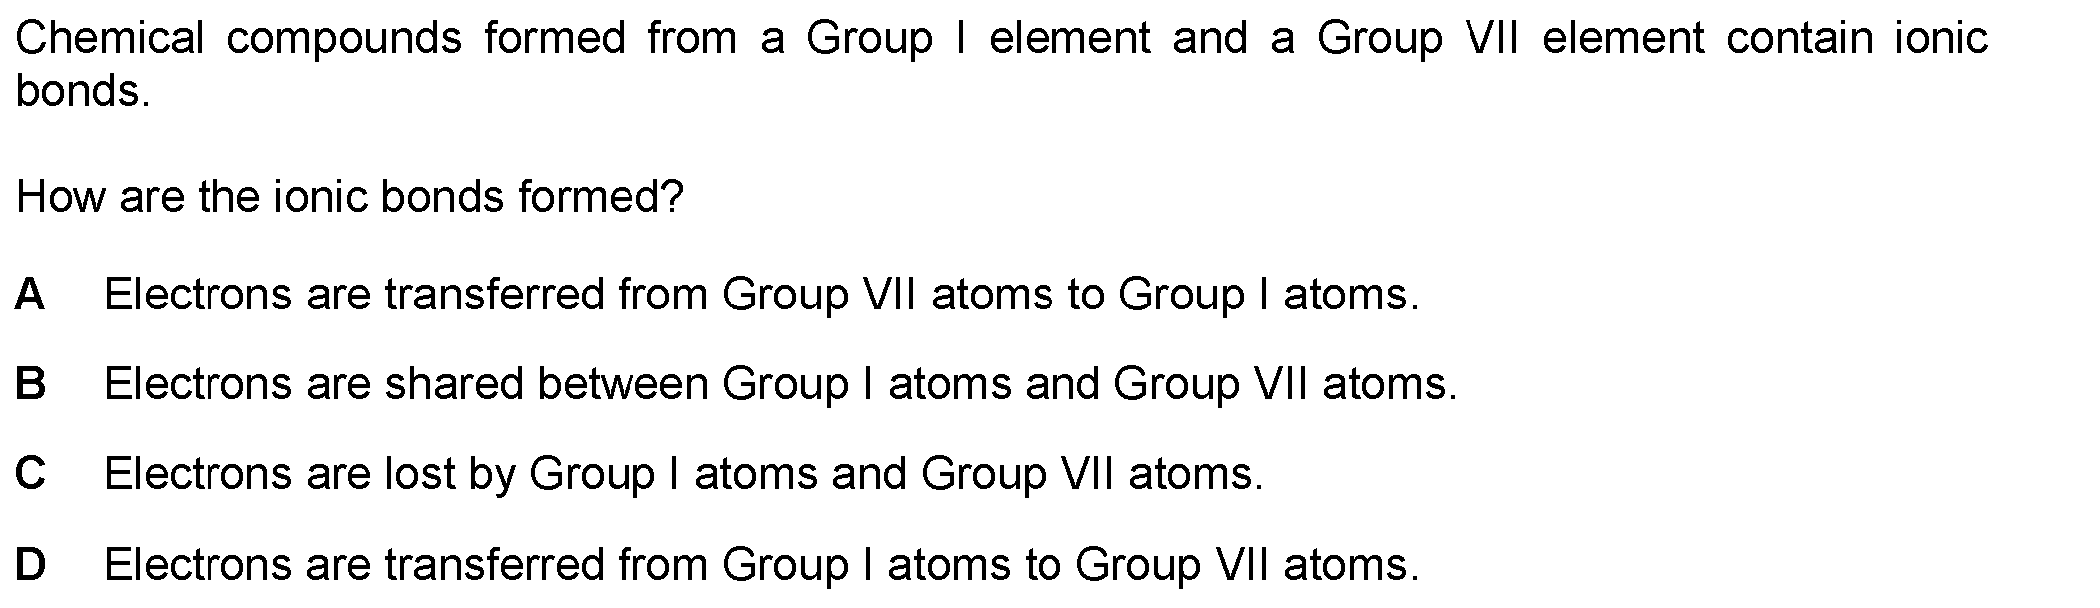 Chemical compounds formed from a Group I element and a Group VII element contain ionic
bonds.
How are the ionic bonds formed?
A Electrons are transferred from Group VII atoms to Group I atoms.
B Electrons are shared between Group I atoms and Group VII atoms.
C Electrons are lost by Group I atoms and Group VII atoms.
D Electrons are transferred from Group I atoms to Group VII atoms.